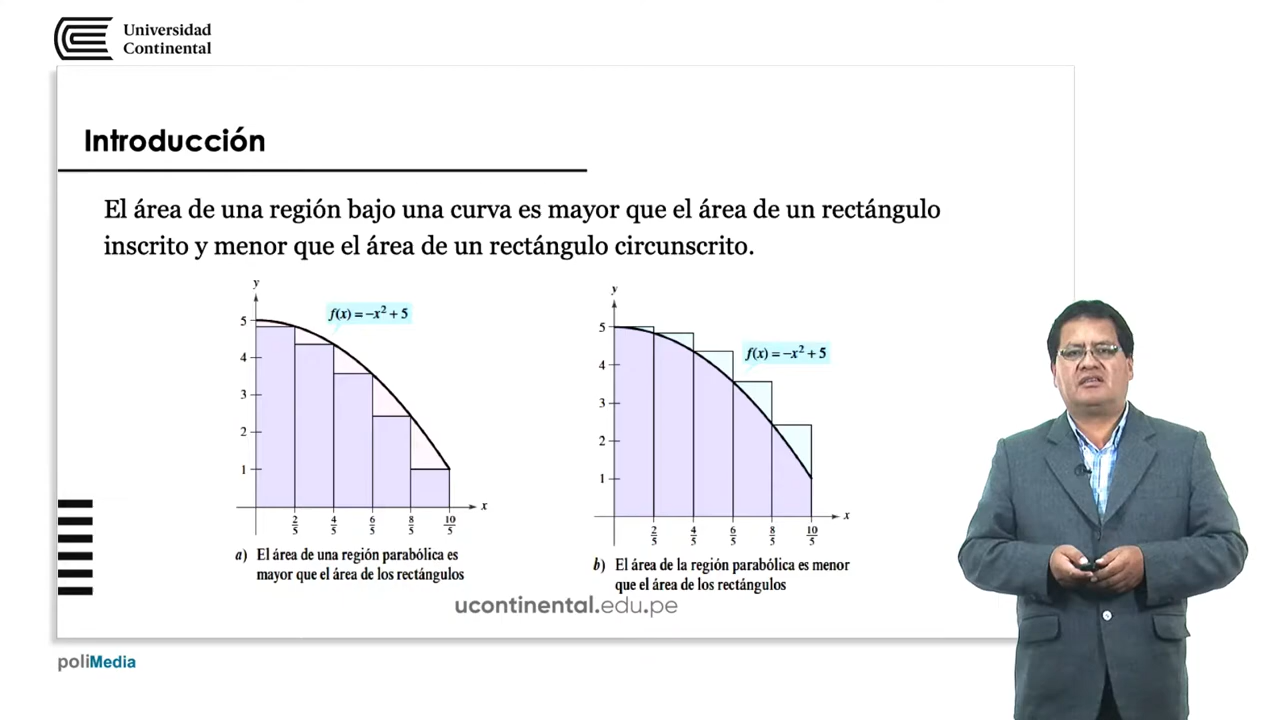 Universidad
Continental
Introducción
El área de una región bajo una curva es mayor que el área de un rectángulo
inscrito y menor que el área de un rectángulo circunscrito.
y
f(x) = −x² + 5
5
4
3
2
1
2/5 4/5 6/5 8/5 10/5
x
a) El área de una región parabólica es
mayor que el área de los rectángulos
y
f(x) = −x² + 5
5
4
3
2
1
2/5 4/5 6/5 8/5 10/5
x
b) El área de la región parabólica es menor
que el área de los rectángulos
ucontinental.edu.pe
poliMedia